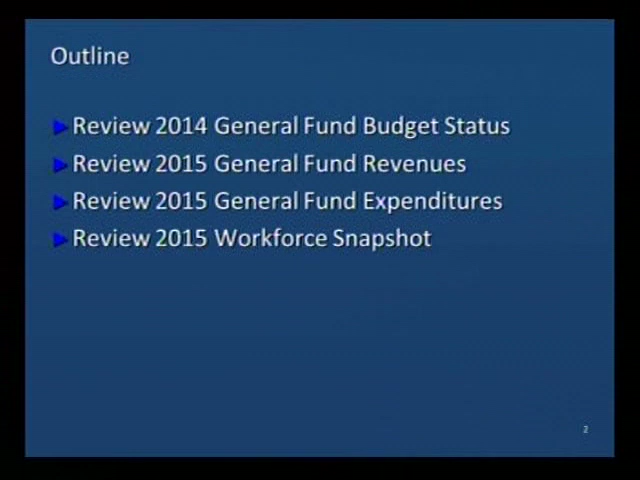 Outline
Review 2014 General Fund Budget Status
Review 2015 General Fund Revenues
Review 2015 General Fund Expenditures
Review 2015 Workforce Snapshot
2